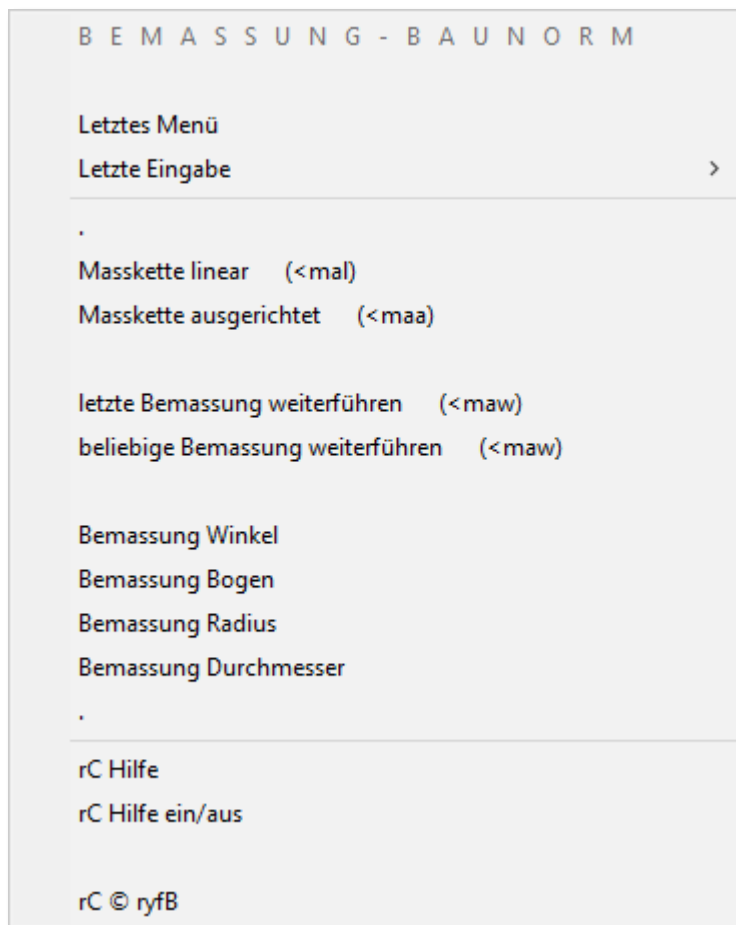 B E M A S S U N G - B A U N O R M
Letztes Menü
Letzte Eingabe >
.
Masskette linear (<mal)
Masskette ausgerichtet (<maa)
letzte Bemassung weiterführen (<maw)
beliebige Bemassung weiterführen (<maw)
Bemassung Winkel
Bemassung Bogen
Bemassung Radius
Bemassung Durchmesser
.
rC Hilfe
rC Hilfe ein/aus
rC © ryfB